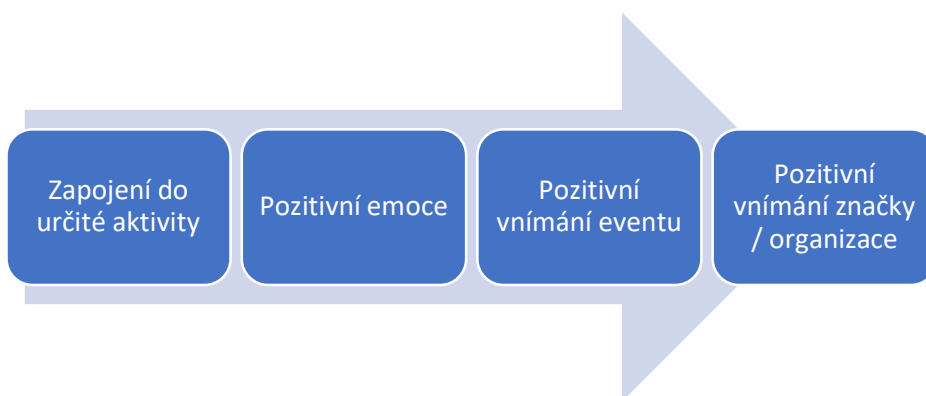 Zapojení do
určité aktivity
Pozitivní emoce
Pozitivní
vnímání eventu
Pozitivní
vnímání značky
/ organizace